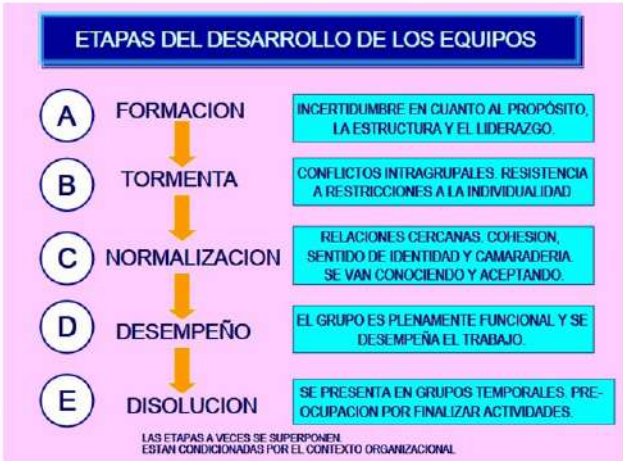 ETAPAS DEL DESARROLLO DE LOS EQUIPOS
A
FORMACION
INCERTIDUMBRE EN CUANTO AL PROPÓSITO,
LA ESTRUCTURA Y EL LIDERAZGO.
B
TORMENTA
CONFLICTOS INTRAGRUPALES. RESISTENCIA
A RESTRICCIONES A LA INDIVIDUALIDAD
C
NORMALIZACION
RELACIONES CERCANAS. COHESION,
SENTIDO DE IDENTIDAD Y CAMARADERIA.
SE VAN CONOCIENDO Y ACEPTANDO.
D
DESEMPEÑO
EL GRUPO ES PLENAMENTE FUNCIONAL Y SE
DESEMPEÑA EL TRABAJO.
E
DISOLUCION
SE PRESENTA EN GRUPOS TEMPORALES. PRE-
OCUPACION POR FINALIZAR ACTIVIDADES.
LAS ETAPAS A VECES SE SUPERPONEN.
ESTAN CONDICIONADAS POR EL CONTEXTO ORGANIZACIONAL